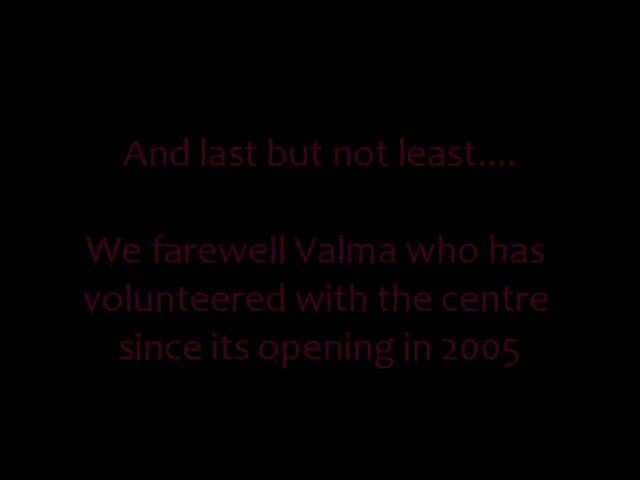 And last but not least....
We farewell Valma who has
volunteered with the centre
since its opening in 2005